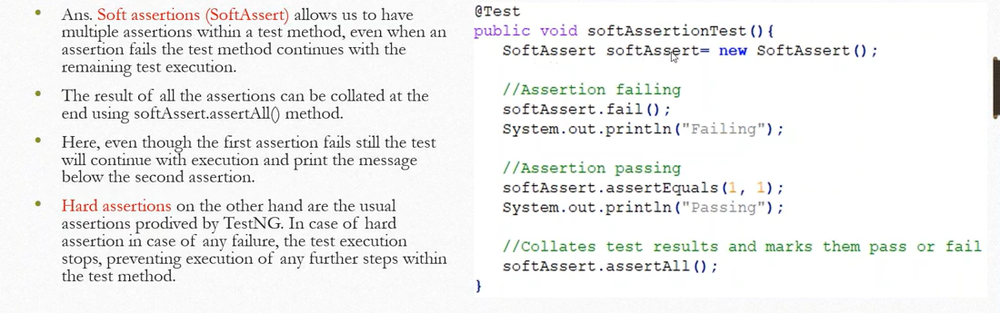 • Ans. Soft assertions (SoftAssert) allows us to have
multiple assertions within a test method, even when an
assertion fails the test method continues with the
remaining test execution.
• The result of all the assertions can be collated at the
end using softAssert.assertAll() method.
• Here, even though the first assertion fails still the test
will continue with execution and print the message
below the second assertion.
• Hard assertions on the other hand are the usual
assertions prodived by TestNG. In case of hard
assertion in case of any failure, the test execution
stops, preventing execution of any further steps within
the test method.
@Test
public void softAssertionTest(){
SoftAssert softAssert= new SoftAssert();
//Assertion failing
softAssert.fail();
System.out.println("Failing");
//Assertion passing
softAssert.assertEquals(1, 1);
System.out.println("Passing");
//Collates test results and marks them pass or fail
softAssert.assertAll();
}